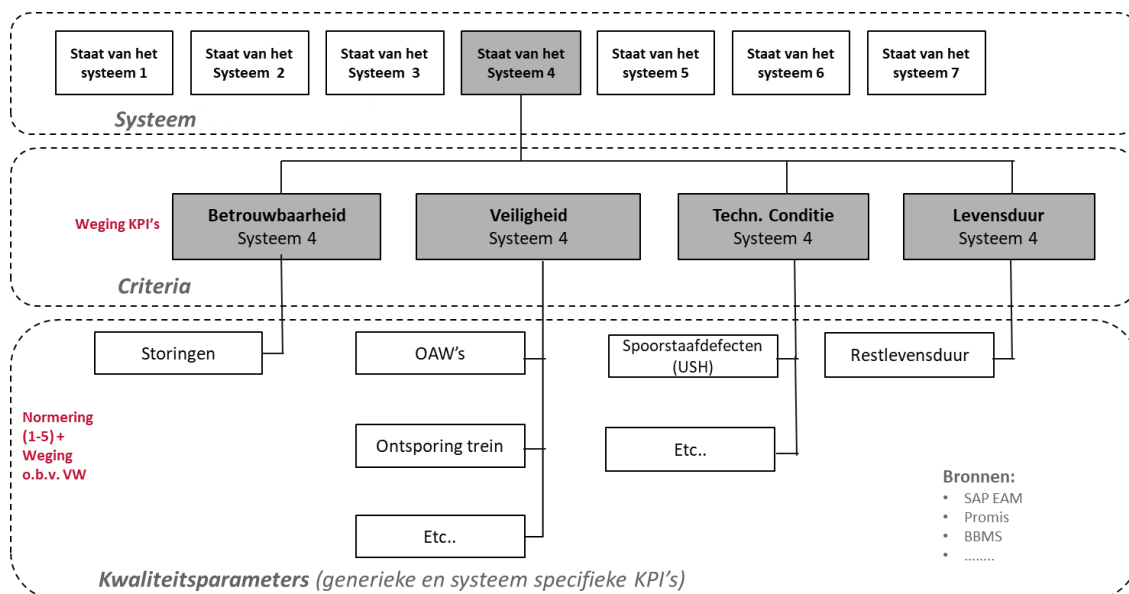 Staat van het
systeem 1
Staat van het
Systeem 2
Staat van het
Systeem 3
Staat van het
Systeem 4
Staat van het
systeem 5
Staat van het
systeem 6
Staat van het
systeem 7
Systeem
Weging KPI's
Betrouwbaarheid
Systeem 4
Veiligheid
Systeem 4
Techn. Conditie
Systeem 4
Levensduur
Systeem 4
Criteria
Storingen
OAW's
Spoorstaafdefecten
(USH)
Restlevensduur
Normering
(1-5) +
Weging
o.b.v. VW
Ontsporing trein
Etc..
Etc..
Bronnen:
• SAP EAM
• Promis
• BBMS
• ........
Kwaliteitsparameters (generieke en systeem specifieke KPI's)